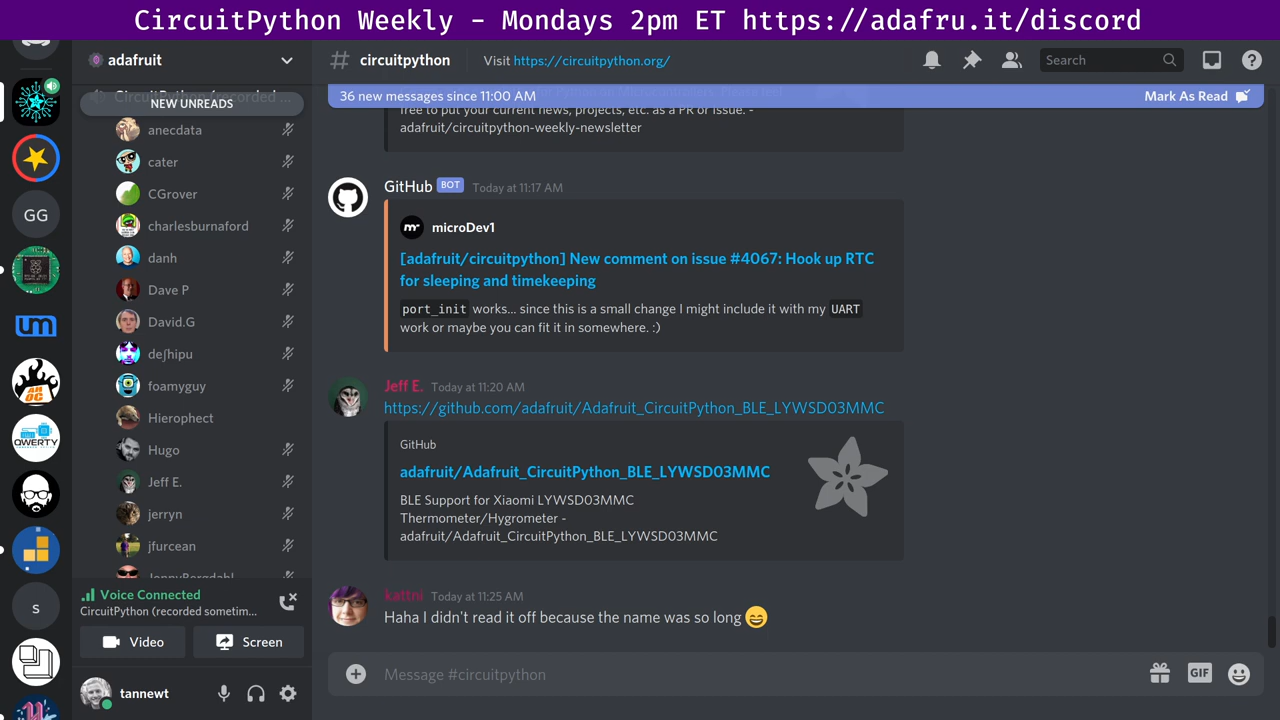 CircuitPython Weekly - Mondays 2pm ET https://adafru.it/discord
adafruit
# circuitpython
Visit https://circuitpython.org/
Search
CircuitPython (recorded ...
NEW UNREADS
36 new messages since 11:00 AM
Mark As Read
free to put your current news, projects, etc. as a PR or issue. -
adafruit/circuitpython-weekly-newsletter
anecdata
cater
CGrover
charlesburnaford
danh
Dave P
David.G
deʃhipu
foamyguy
Hierophect
Hugo
Jeff E.
jerryn
jfurcean
JonnyBergdahl
GG
s
QWERTY
GitHub BOT Today at 11:17 AM
microDev1
[adafruit/circuitpython] New comment on issue #4067: Hook up RTC
for sleeping and timekeeping
port_init works... since this is a small change I might include it with my UART
work or maybe you can fit it in somewhere. :)
Jeff E. Today at 11:20 AM
https://github.com/adafruit/Adafruit_CircuitPython_BLE_LYWSD03MMC
GitHub
adafruit/Adafruit_CircuitPython_BLE_LYWSD03MMC
BLE Support for Xiaomi LYWSD03MMC
Thermometer/Hygrometer -
adafruit/Adafruit_CircuitPython_BLE_LYWSD03MMC
kattni Today at 11:25 AM
Haha I didn't read it off because the name was so long
Voice Connected
CircuitPython (recorded sometim...
Video
Screen
tannewt
Message #circuitpython
GIF